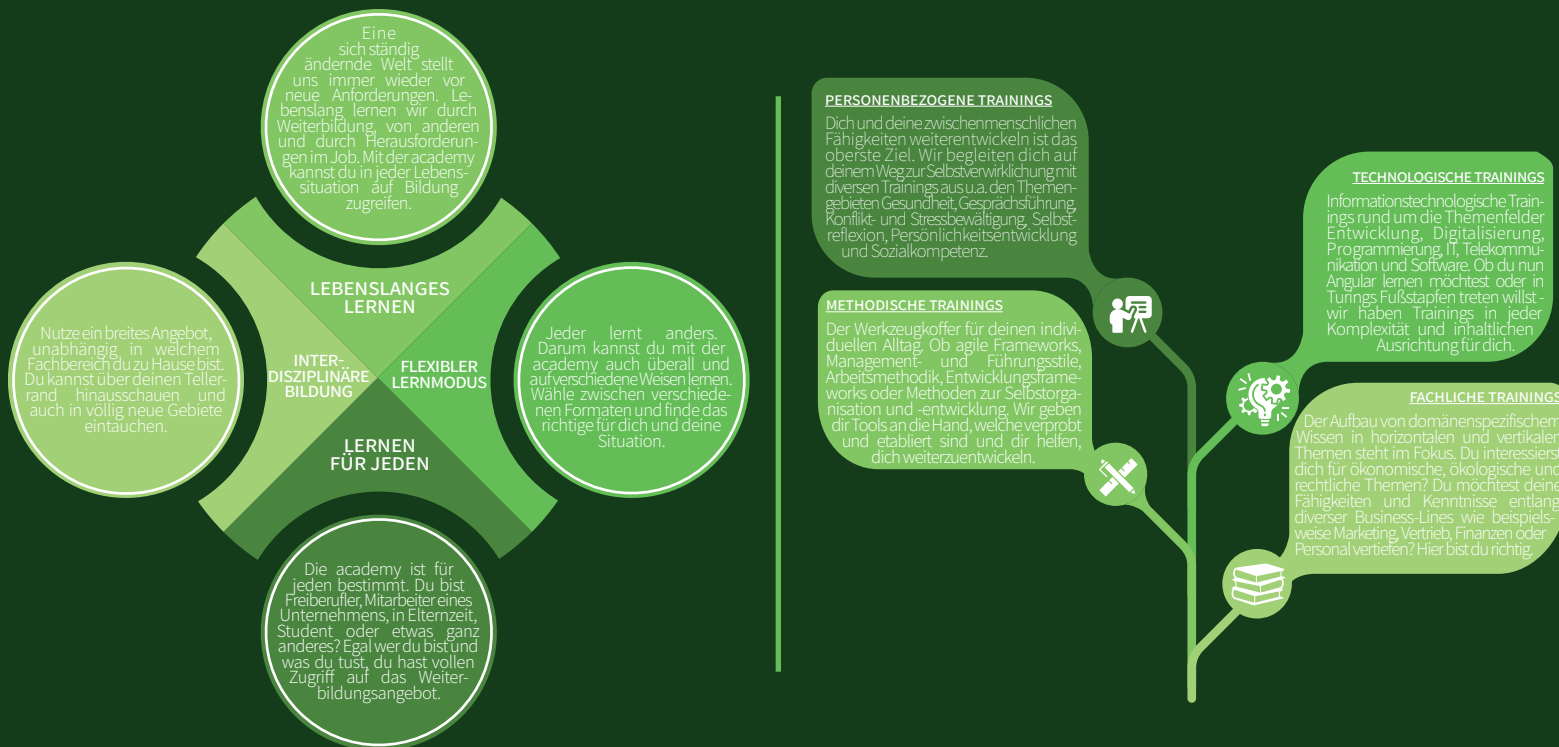 Eine
sich ständig
ändernde Welt stellt
uns immer wieder vor
neue Anforderungen. Le-
benslang lernen wir durch
Weiterbildung, von anderen
und durch Herausforderun-
gen im Job. Mit der academy
kannst du in jeder Lebens-
situation auf Bildung
zugreifen.
LEBENSLANGES
LERNEN
Nutze ein breites Angebot,
unabhängig in welchem
Fachbereich du zu Hause bist.
Du kannst über deinen Teller-
rand hinausschauen und
auch in völlig neue Gebiete
eintauchen.
INTER-
DISZIPLINÄRE
BILDUNG
FLEXIBLER
LERNMODUS
Jeder lernt anders.
Darum kannst du mit der
academy auch überall und
auf verschiedene Weisen lernen.
Wähle zwischen verschiede-
nen Formaten und finde das
richtige für dich und deine
Situation.
LERNEN
FÜR JEDEN
Die academy ist für
jeden bestimmt. Du bist
Freiberufler, Mitarbeiter eines
Unternehmens, in Elternzeit,
Student oder etwas ganz
anderes? Egal wer du bist und
was du tust, du hast vollen
Zugriff auf das Weiter-
bildungsangebot.
PERSONENBEZOGENE TRAININGS
Dich und deine zwischenmenschlichen
Fähigkeiten weiterentwickeln ist das
oberste Ziel. Wir begleiten dich auf
deinem Weg zur Selbstverwirklichung mit
diversen Trainings aus u.a. den Themen-
gebieten Gesundheit, Gesprächsführung,
Konflikt- und Stressbewältigung, Selbst-
reflexion, Persönlichkeitsentwicklung
und Sozialkompetenz.
METHODISCHE TRAININGS
Der Werkzeugkoffer für deinen indivi-
duellen Alltag. Ob agile Frameworks,
Management- und Führungsstile,
Arbeitsmethodik, Entwicklungsframe-
works oder Methoden zur Selbstorga-
nisation und -entwicklung. Wir geben
dir Tools an die Hand, welche verprobt
und etabliert sind und dir helfen,
dich weiterzuentwickeln.
TECHNOLOGISCHE TRAININGS
Informationstechnologische Train-
ings rund um die Themenfelder
Entwicklung, Digitalisierung,
Programmierung, IT, Telekommu-
nikation und Software. Ob du nun
Angular lernen möchtest oder in
Turings Fußstapfen treten willst -
wir haben Trainings in jeder
Komplexität und inhaltlichen
Ausrichtung für dich.
FACHLICHE TRAININGS
Der Aufbau von domänenspezifischem
Wissen in horizontalen und vertikalen
Themen steht im Fokus. Du interessierst
dich für ökonomische, ökologische und
rechtliche Themen? Du möchtest deine
Fähigkeiten und Kenntnisse entlang
diverser Business-Lines wie beispiels-
weise Marketing, Vertrieb, Finanzen oder
Personal vertiefen? Hier bist du richtig.